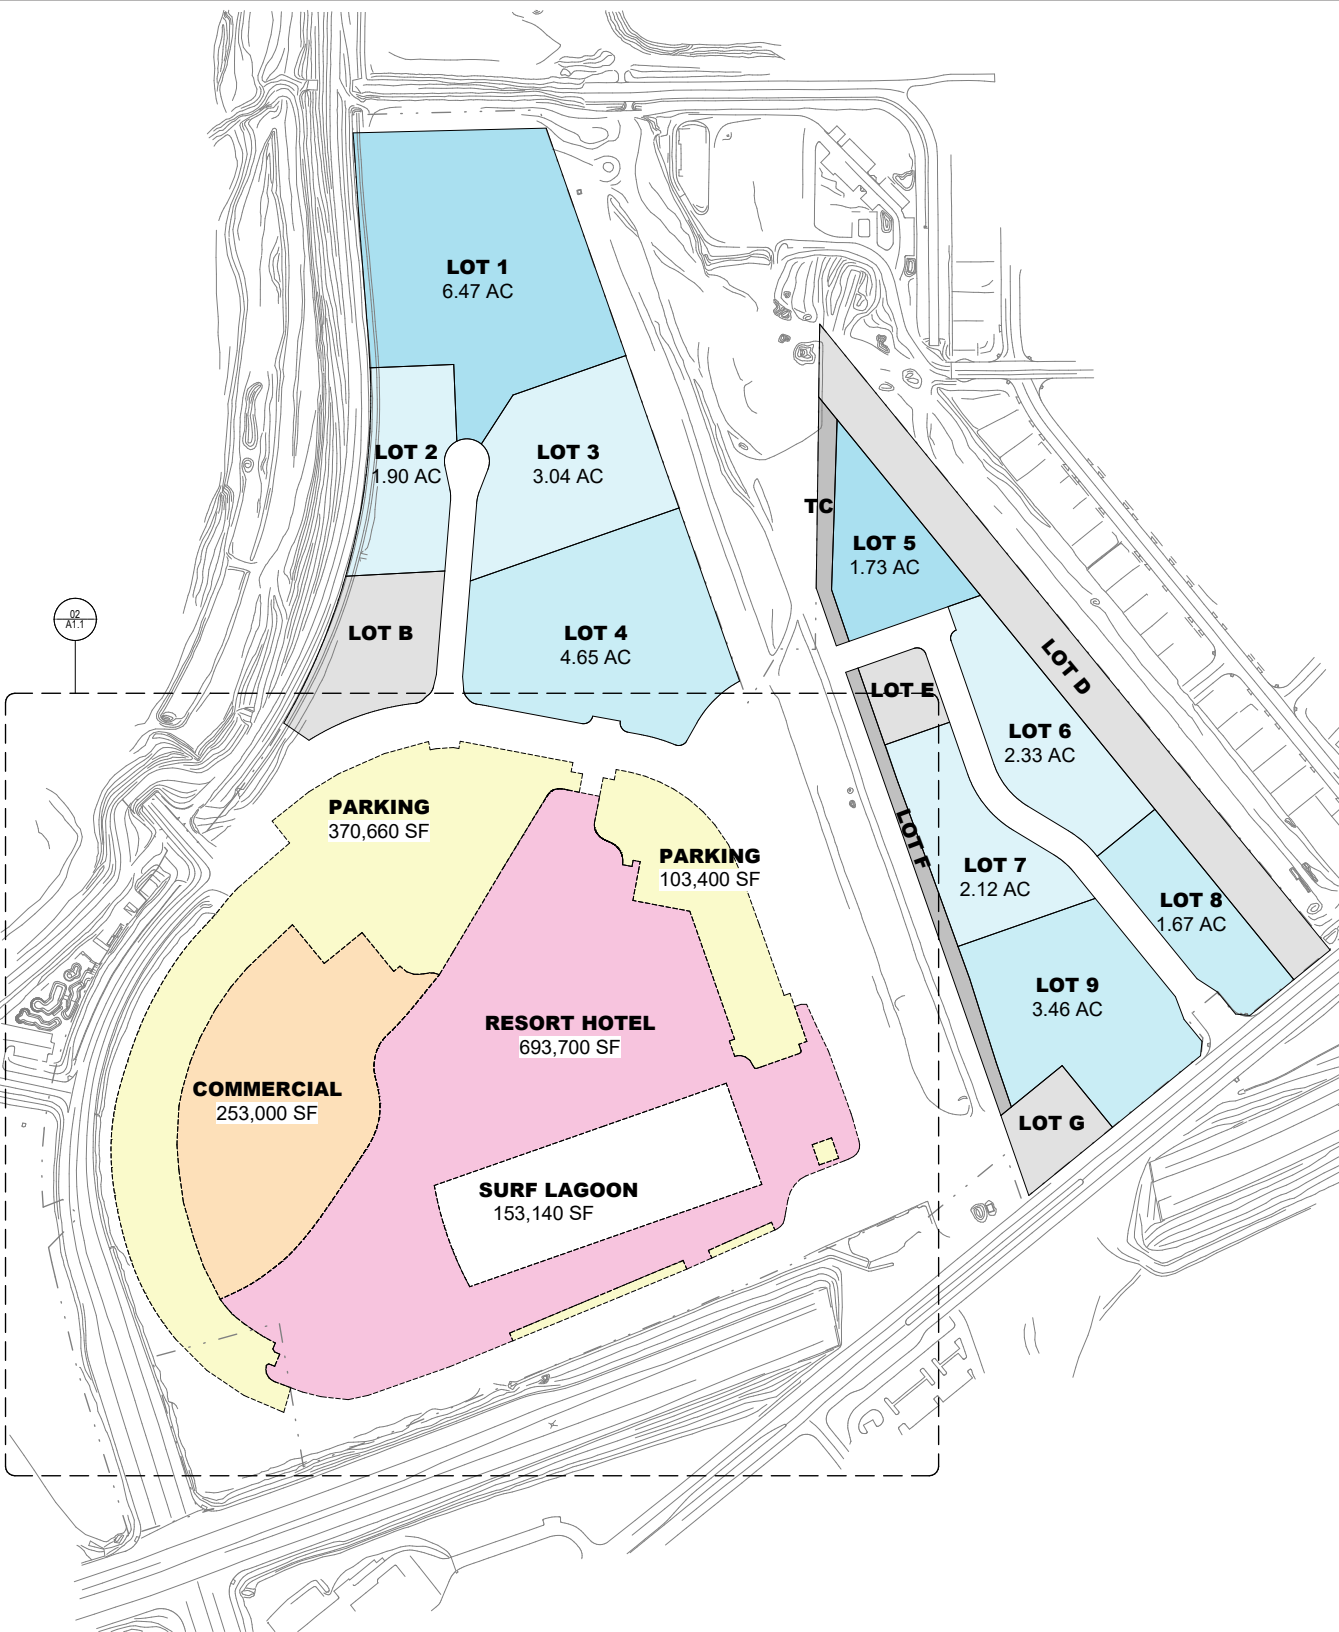 LOT 1
6.47 AC
LOT 2
1.90 AC
LOT 3
3.04 AC
TC
LOT 5
1.73 AC
02
A1.1
LOT B
LOT 4
4.65 AC
LOT D
LOT E
LOT 6
2.33 AC
PARKING
370,660 SF
PARKING
103,400 SF
LOT F
LOT 7
2.12 AC
LOT 8
1.67 AC
LOT 9
3.46 AC
RESORT HOTEL
693,700 SF
COMMERCIAL
253,000 SF
LOT G
SURF LAGOON
153,140 SF